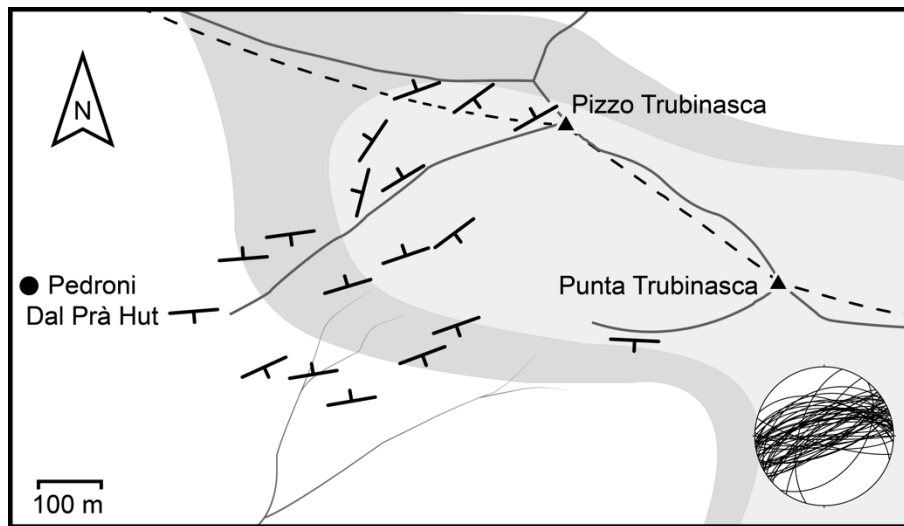 N
Pizzo Trubinasca
Pedroni
Dal Prà Hut
Punta Trubinasca
100 m